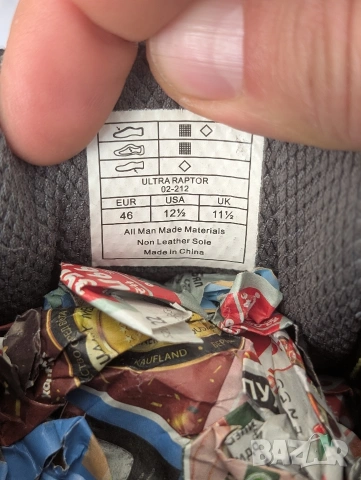 ULTRA RAPTOR
02-212
EUR USA UK
46 12½ 11½
All Man Made Materials
Non Leather Sole
Made in China
KAUFLAND
BAZAR